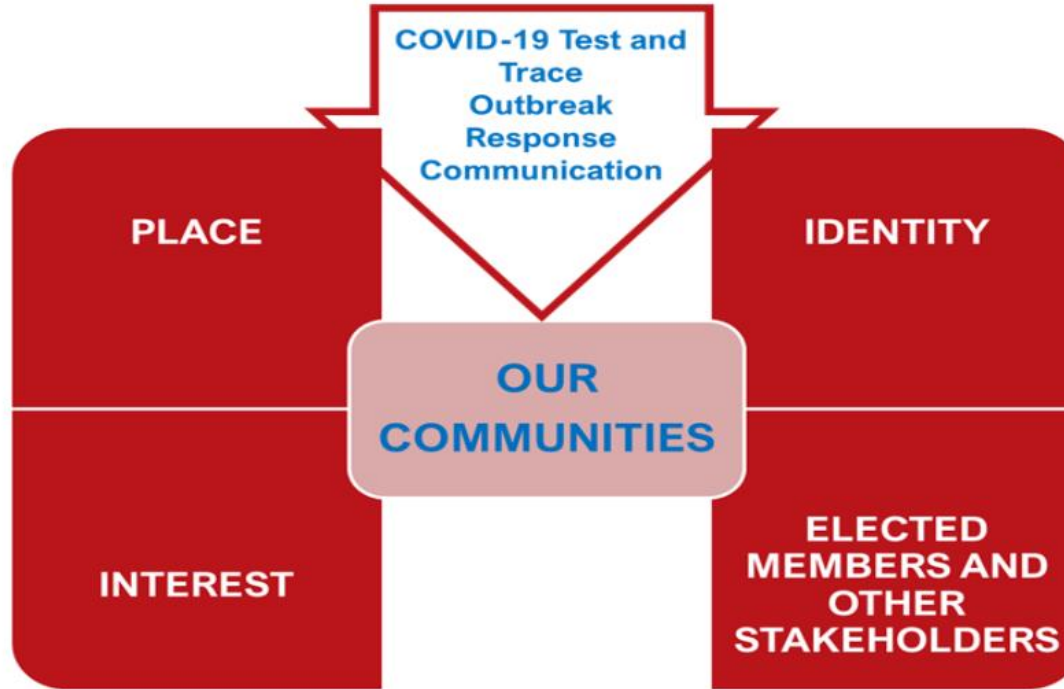 COVID-19 Test and
Trace
Outbreak
Response
Communication
PLACE
IDENTITY
OUR
COMMUNITIES
INTEREST
ELECTED
MEMBERS AND
OTHER
STAKEHOLDERS